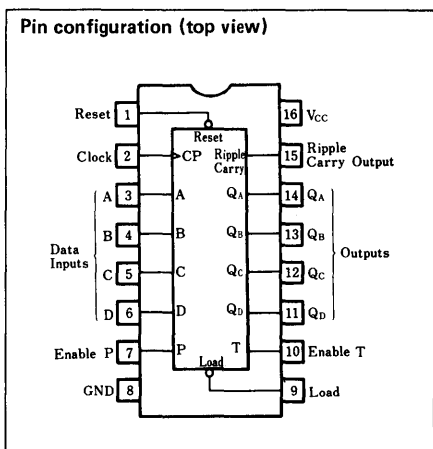 Pin configuration (top view)
Reset 1 16 VCC
Reset
Clock 2 CP Ripple Carry 15 Ripple Carry Output
A 3 A QA 14 QA
B 4 B QB 13 QB
Data Inputs
Outputs
C 5 C QC 12 QC
D 6 D QD 11 QD
Enable P 7 P T 10 Enable T
Load
GND 8 9 Load